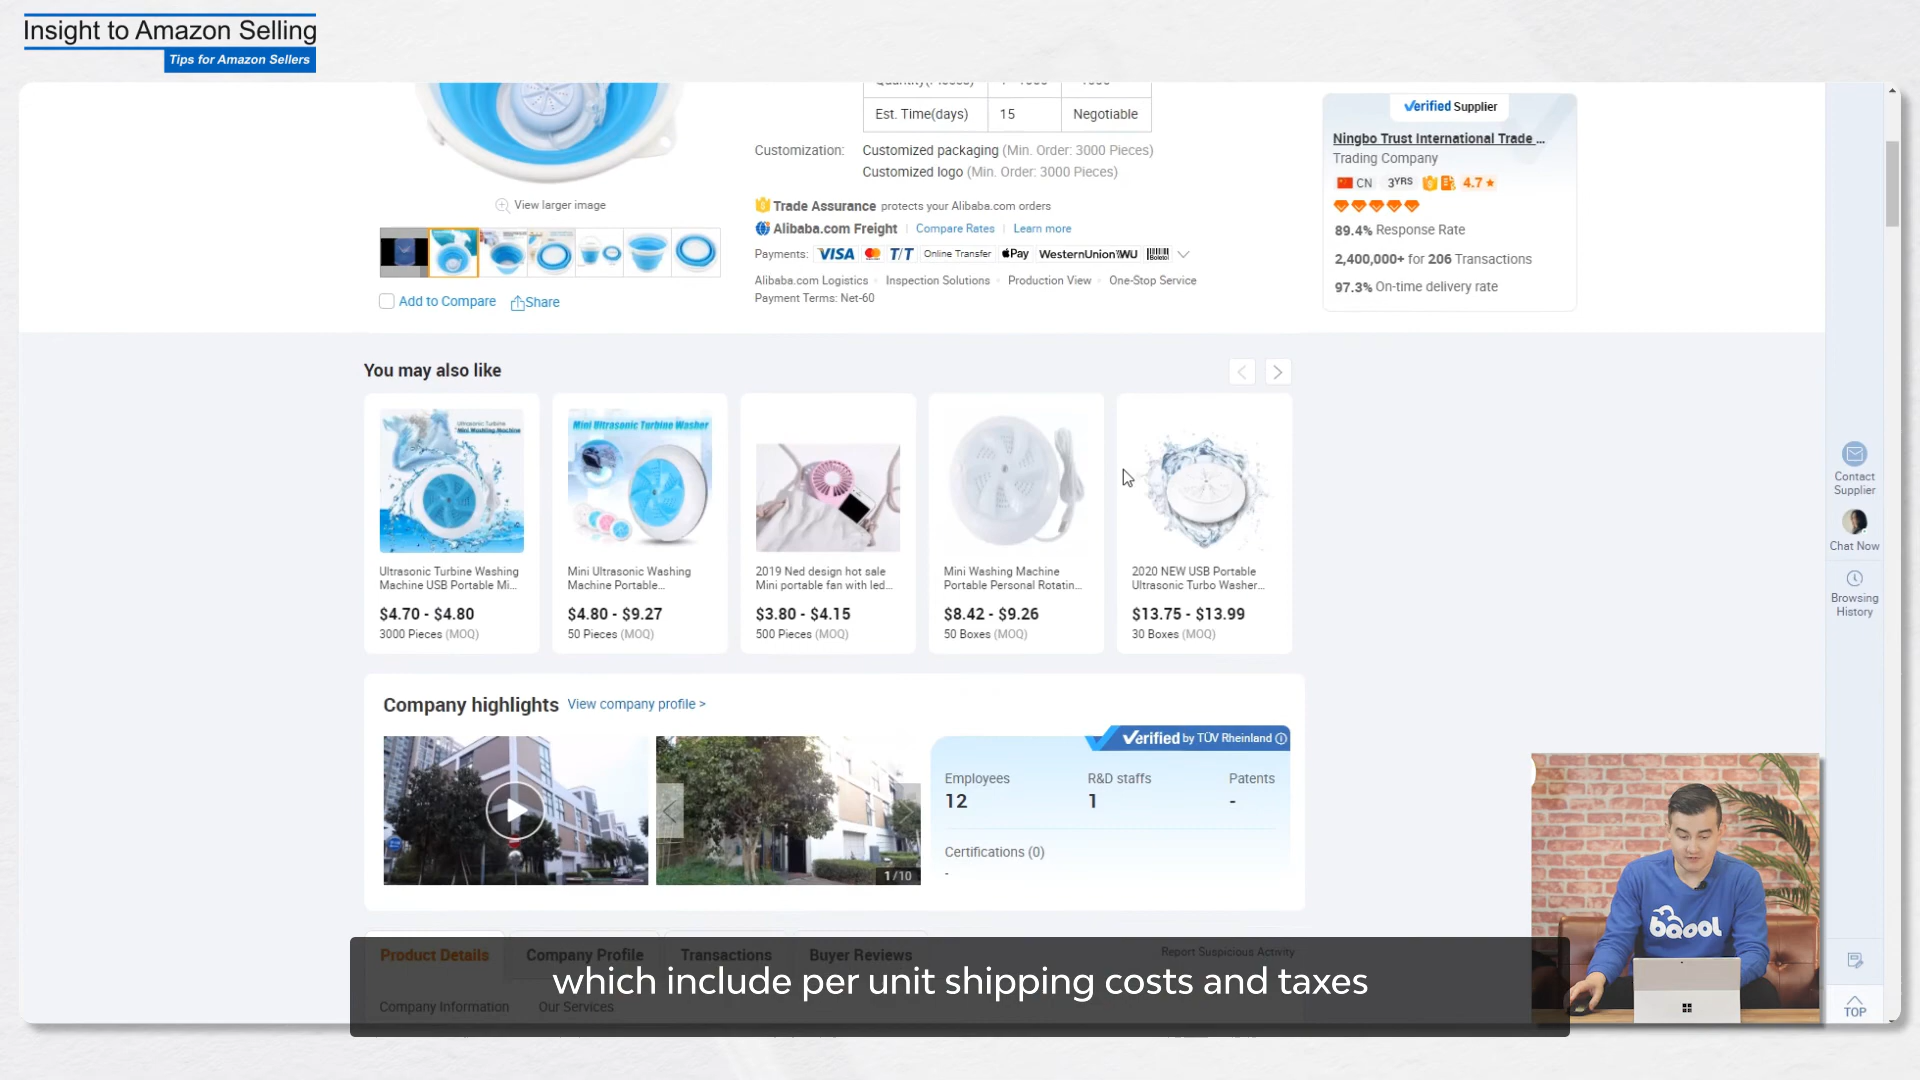 Insight to Amazon Selling
Tips for Amazon Sellers
Est. Time(days) 15 Negotiable
Customization: Customized packaging (Min. Order: 3000 Pieces)
Customized logo (Min. Order: 3000 Pieces)
View larger image
Trade Assurance protects your Alibaba.com orders
Alibaba.com Freight Compare Rates Learn more
Payments: VISA T/T Online Transfer Pay WesternUnion WU Boleto
Alibaba.com Logistics Inspection Solutions Production View One-Stop Service
Payment Terms: Net-60
Add to Compare Share
Verified Supplier
Ningbo Trust International Trade ...
Trading Company
CN 3YRS 4.7
89.4% Response Rate
2,400,000+ for 206 Transactions
97.3% On-time delivery rate
You may also like
Ultrasonic Turbine
Mini Washing Machine
Mini Ultrasonic Turbine Washer
Ultrasonic Turbine Washing
Machine USB Portable Mi...
$4.70 - $4.80
3000 Pieces (MOQ)
Mini Ultrasonic Washing
Machine Portable...
$4.80 - $9.27
50 Pieces (MOQ)
2019 Ned design hot sale
Mini portable fan with led...
$3.80 - $4.15
500 Pieces (MOQ)
Mini Washing Machine
Portable Personal Rotatin...
$8.42 - $9.26
50 Boxes (MOQ)
2020 NEW USB Portable
Ultrasonic Turbo Washer...
$13.75 - $13.99
30 Boxes (MOQ)
Contact
Supplier
Chat Now
Browsing
History
Company highlights View company profile >
1/10
Verified by TÜV Rheinland
Employees R&D staffs Patents
12 1 -
Certifications (0)
-
bqool
Product Details Company Profile Transactions Buyer Reviews Report Suspicious Activity
which include per unit shipping costs and taxes
Company Information Our Services
TOP